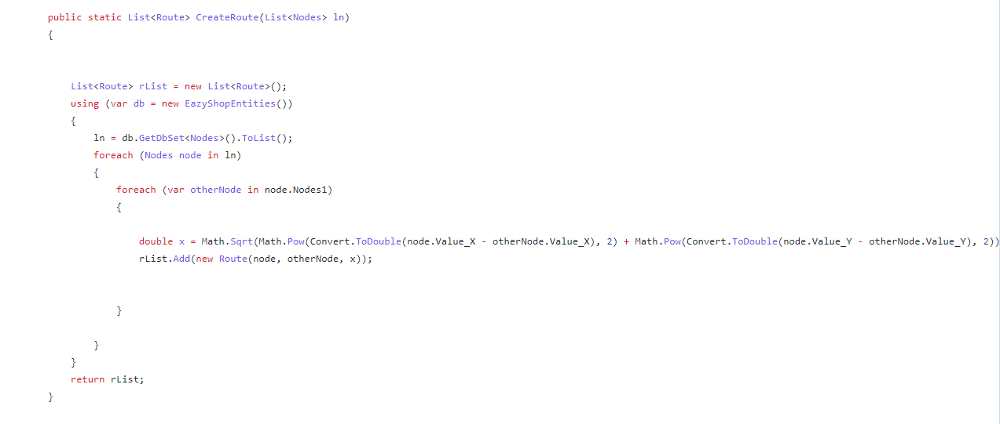 public static List<Route> CreateRoute(List<Nodes> ln)
{
List<Route> rList = new List<Route>();
using (var db = new EazyShopEntities())
{
ln = db.GetDbSet<Nodes>().ToList();
foreach (Nodes node in ln)
{
foreach (var otherNode in node.Nodes1)
{
double x = Math.Sqrt(Math.Pow(Convert.ToDouble(node.Value_X - otherNode.Value_X), 2) + Math.Pow(Convert.ToDouble(node.Value_Y - otherNode.Value_Y), 2))
rList.Add(new Route(node, otherNode, x));
}
}
}
return rList;
}